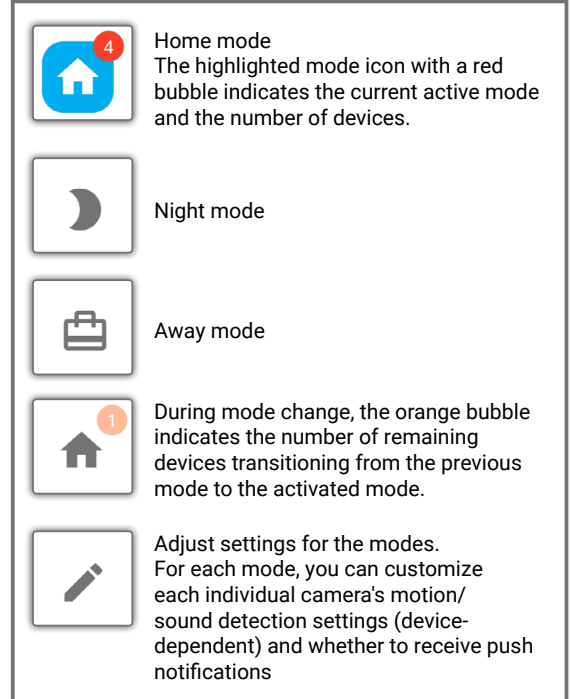 4
Home mode
The highlighted mode icon with a red
bubble indicates the current active mode
and the number of devices.
Night mode
Away mode
1
During mode change, the orange bubble
indicates the number of remaining
devices transitioning from the previous
mode to the activated mode.
Adjust settings for the modes.
For each mode, you can customize
each individual camera's motion/
sound detection settings (device-
dependent) and whether to receive push
notifications